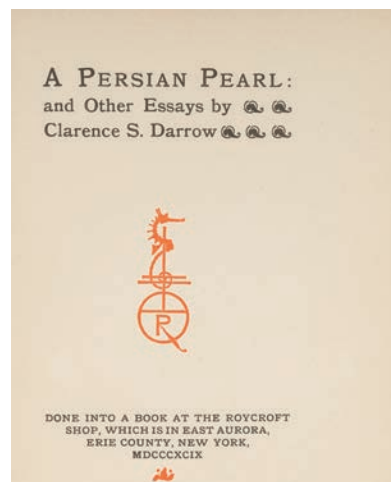 A PERSIAN PEARL:
and Other Essays by
Clarence S. Darrow
R
DONE INTO A BOOK AT THE ROYCROFT
SHOP, WHICH IS IN EAST AURORA,
ERIE COUNTY, NEW YORK,
MDCCCXCIX